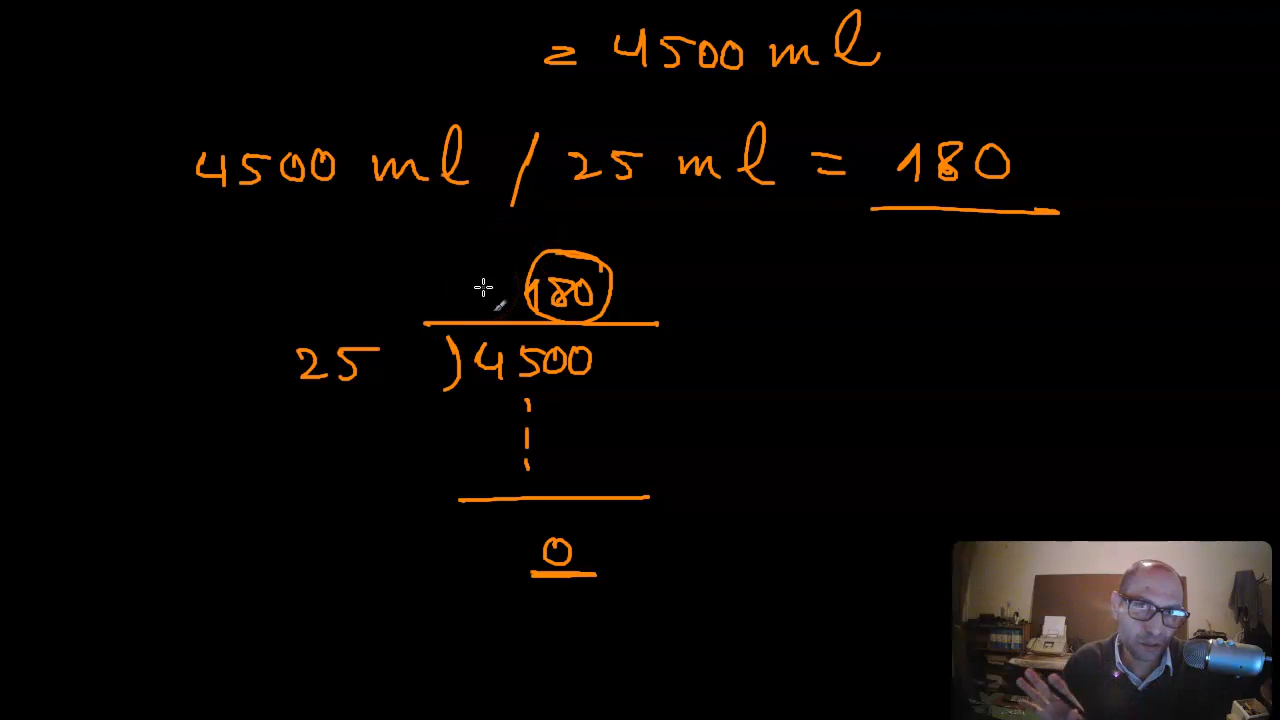 = 4500 ml
4500 ml / 25 ml = 180
180
25 ) 4500
0